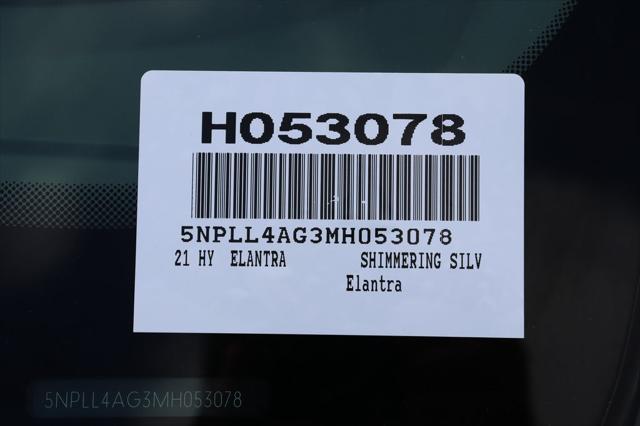 H053078
5NPLL4AG3MH053078
21 HY ELANTRA SHIMMERING SILV
Elantra
5NPLL4AG3MH053078